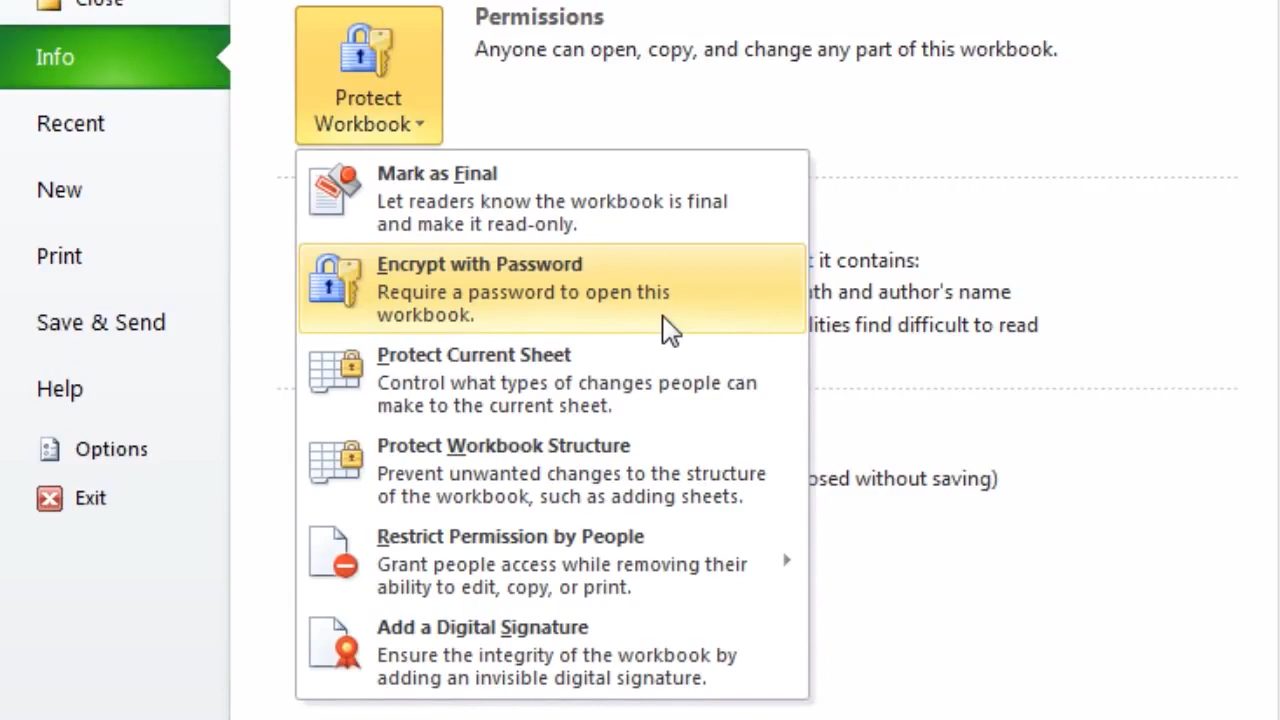 Close
Info
Recent
New
Print
Save & Send
Help
Options
Exit
Protect
Workbook
Permissions
Anyone can open, copy, and change any part of this workbook.
Mark as Final
Let readers know the workbook is final
and make it read-only.
Encrypt with Password
Require a password to open this
workbook.
Protect Current Sheet
Control what types of changes people can
make to the current sheet.
Protect Workbook Structure
Prevent unwanted changes to the structure
of the workbook, such as adding sheets.
Restrict Permission by People
Grant people access while removing their
ability to edit, copy, or print.
Add a Digital Signature
Ensure the integrity of the workbook by
adding an invisible digital signature.
it contains:
and author's name
find difficult to read
without saving)